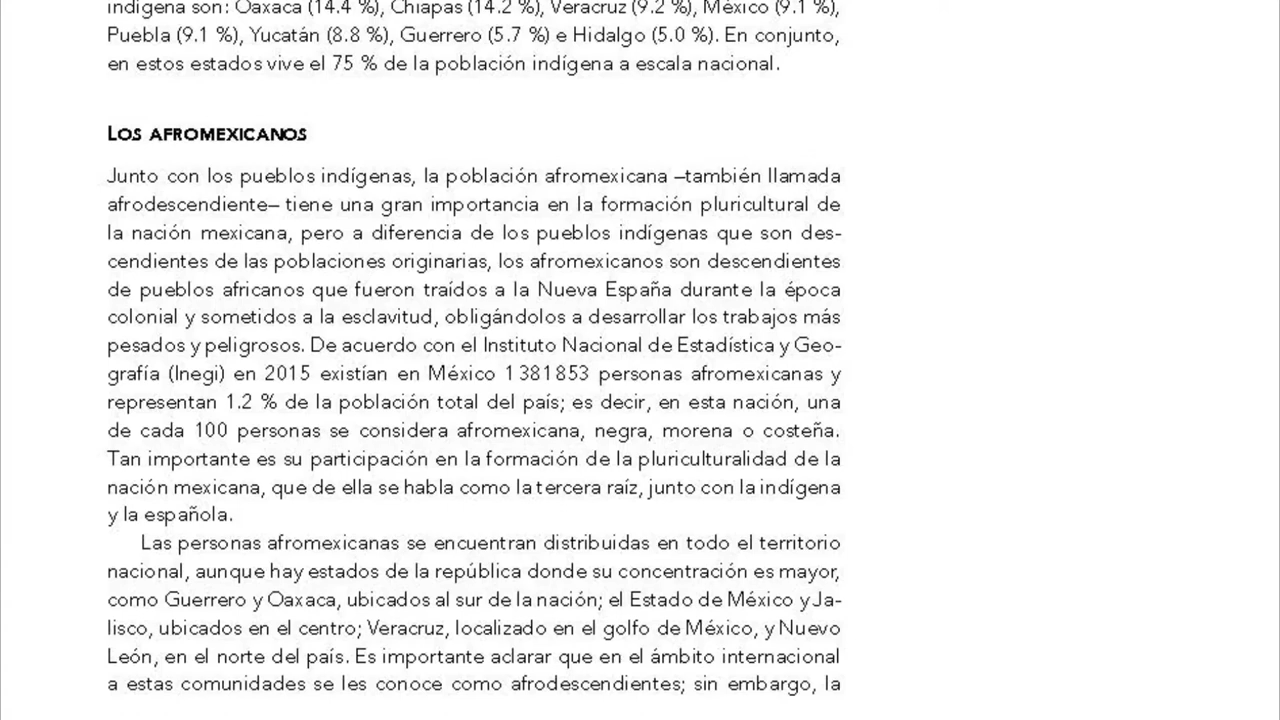 indígena son: Oaxaca (14.4 %), Chiapas (14.2 %), Veracruz (9.2 %), México (9.1 %),
Puebla (9.1 %), Yucatán (8.8 %), Guerrero (5.7 %) e Hidalgo (5.0 %). En conjunto,
en estos estados vive el 75 % de la población indígena a escala nacional.
Los afromexicanos
Junto con los pueblos indígenas, la población afromexicana –también llamada
afrodescendiente– tiene una gran importancia en la formación pluricultural de
la nación mexicana, pero a diferencia de los pueblos indígenas que son des-
cendientes de las poblaciones originarias, los afromexicanos son descendientes
de pueblos africanos que fueron traídos a la Nueva España durante la época
colonial y sometidos a la esclavitud, obligándolos a desarrollar los trabajos más
pesados y peligrosos. De acuerdo con el Instituto Nacional de Estadística y Geo-
grafía (Inegi) en 2015 existían en México 1 381 853 personas afromexicanas y
representan 1.2 % de la población total del país; es decir, en esta nación, una
de cada 100 personas se considera afromexicana, negra, morena o costeña.
Tan importante es su participación en la formación de la pluriculturalidad de la
nación mexicana, que de ella se habla como la tercera raíz, junto con la indígena
y la española.
Las personas afromexicanas se encuentran distribuidas en todo el territorio
nacional, aunque hay estados de la república donde su concentración es mayor,
como Guerrero y Oaxaca, ubicados al sur de la nación; el Estado de México y Ja-
lisco, ubicados en el centro; Veracruz, localizado en el golfo de México, y Nuevo
León, en el norte del país. Es importante aclarar que en el ámbito internacional
a estas comunidades se les conoce como afrodescendientes; sin embargo, la